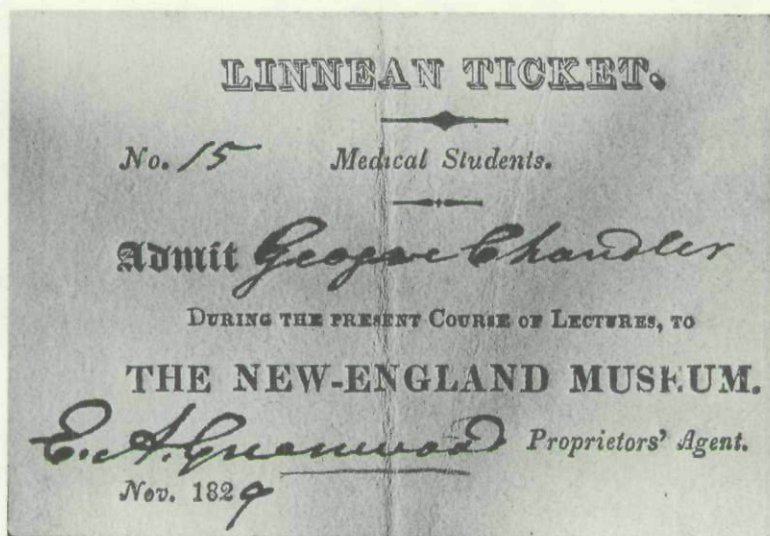 LINNEAN TICKET.
No. 15 Medical Students.
Admit George Chandler
DURING THE PRESENT COURSE OF LECTURES, TO
THE NEW-ENGLAND MUSEUM.
E. A. Greenwood Proprietors' Agent.
Nov. 1829